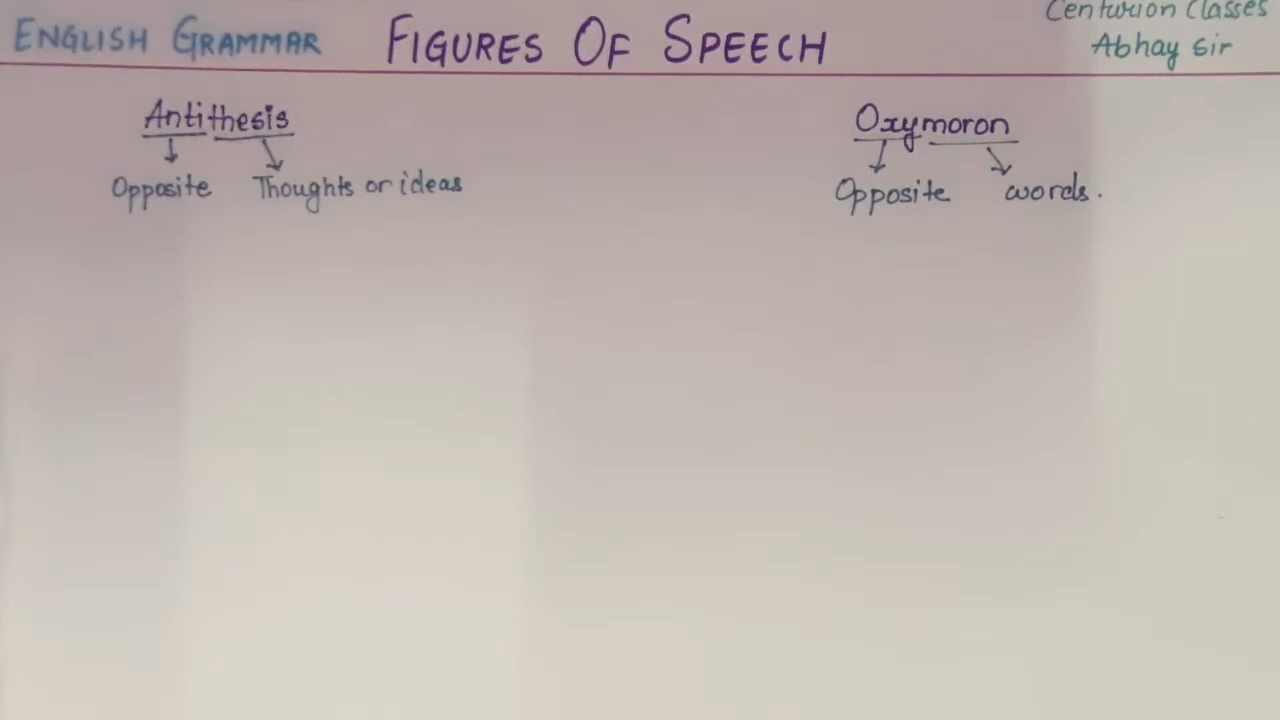 ENGLISH GRAMMAR FIGURES OF SPEECH
Centurion Classes
Abhay Sir
Antithesis
Opposite Thoughts or ideas
Oxymoron
Opposite words.